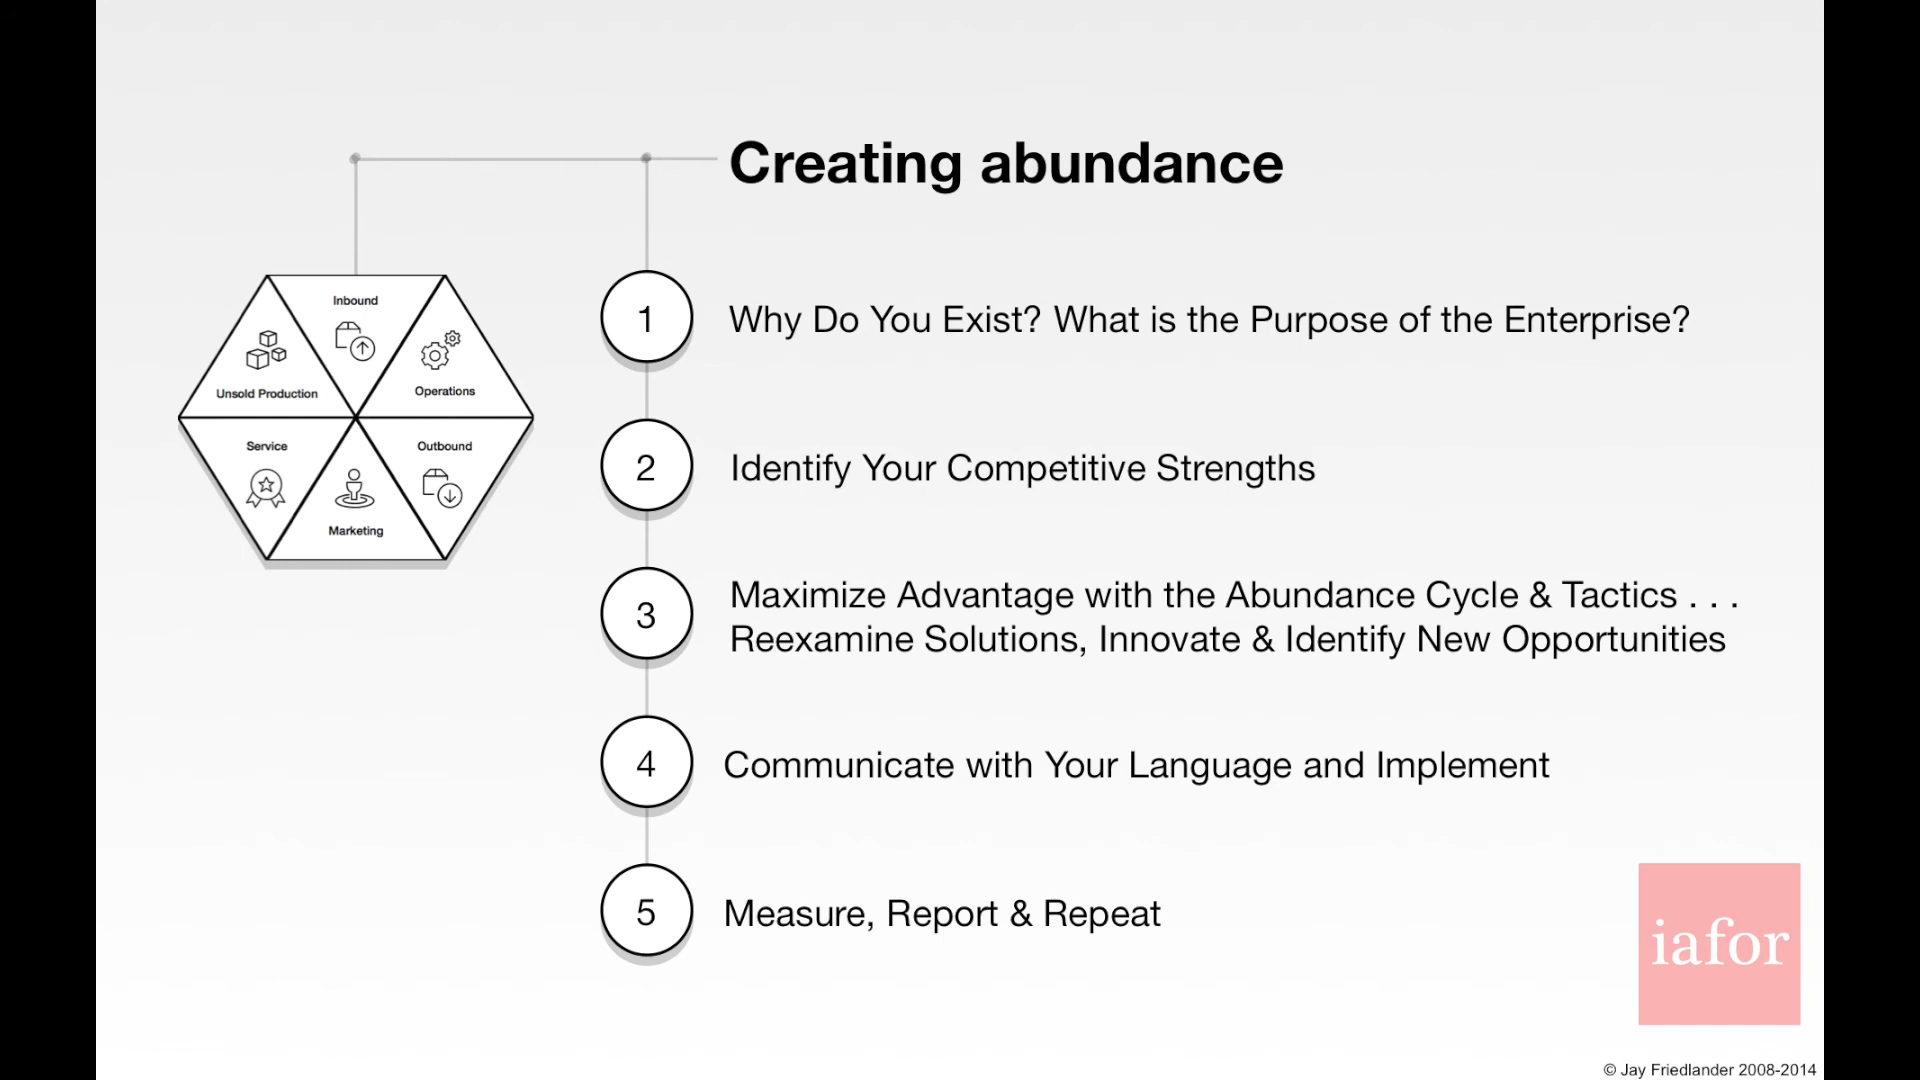 Creating abundance
Inbound
Unsold Production
Operations
Service
Outbound
Marketing
1
Why Do You Exist? What is the Purpose of the Enterprise?
2
Identify Your Competitive Strengths
3
Maximize Advantage with the Abundance Cycle & Tactics . . .
Reexamine Solutions, Innovate & Identify New Opportunities
4
Communicate with Your Language and Implement
5
Measure, Report & Repeat
iafor
© Jay Friedlander 2008-2014